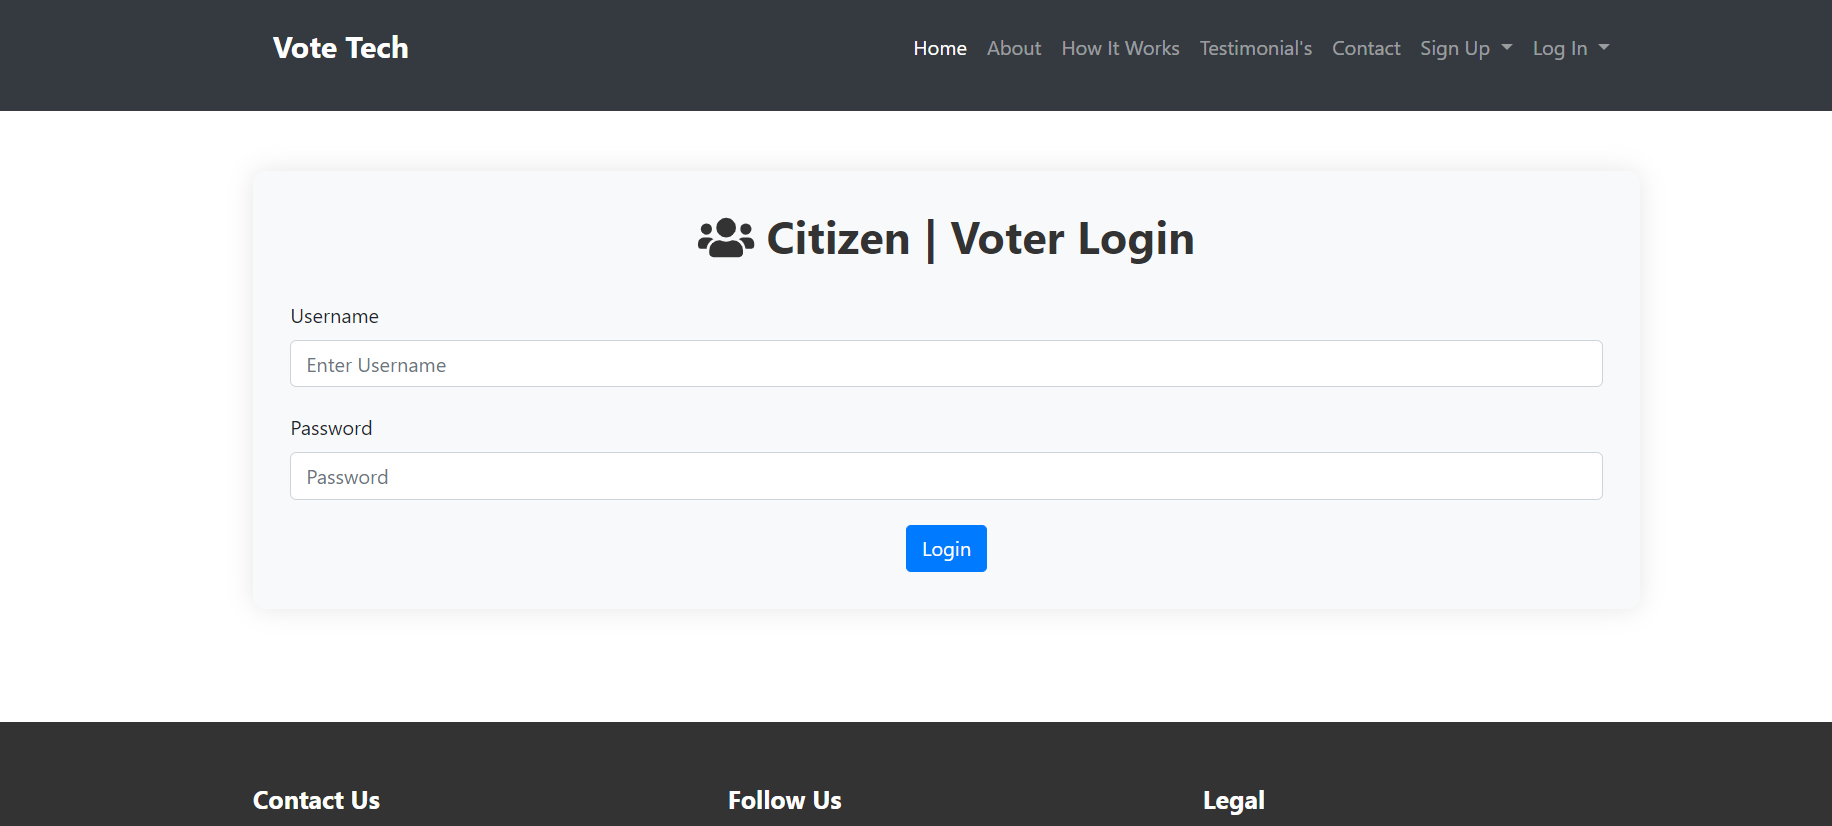 Vote Tech
Home About How It Works Testimonial's Contact Sign Up Log In
Citizen | Voter Login
Username
Enter Username
Password
Password
Login
Contact Us Follow Us Legal